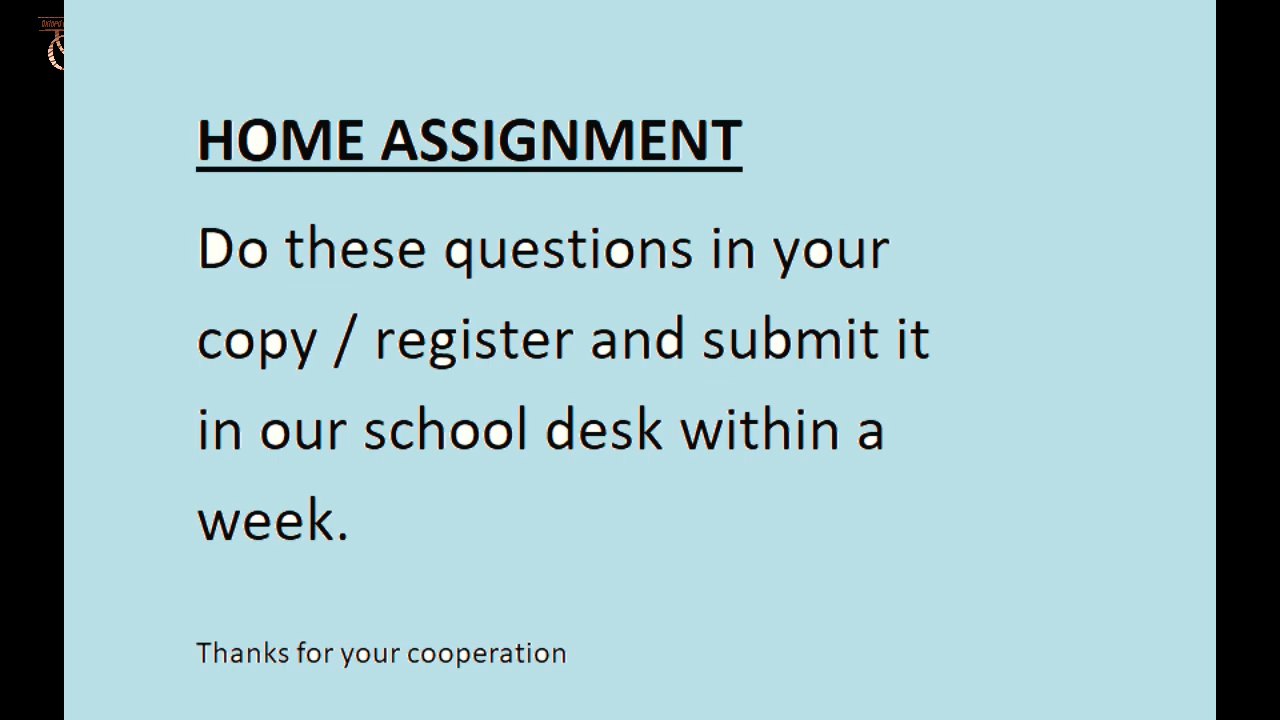 HOME ASSIGNMENT
Do these questions in your
copy / register and submit it
in our school desk within a
week.
Thanks for your cooperation